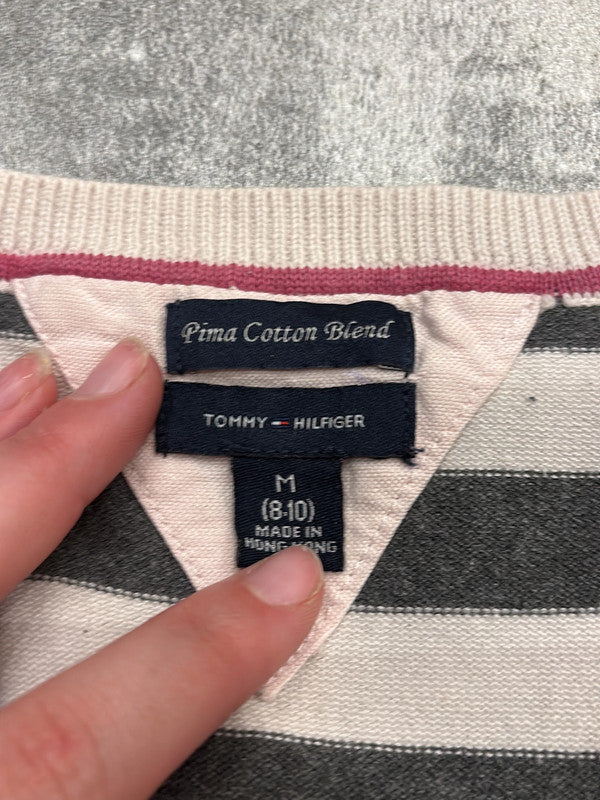 Pima Cotton Blend
TOMMY HILFIGER
M
(8-10)
MADE IN
HONG KONG